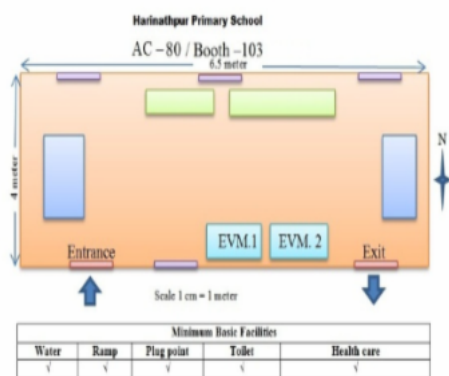 Harinathpur Primary School
AC – 80 / Booth –103
6.5 meter
4 meter
N
EVM.1 EVM. 2
Entrance Exit
Scale 1 cm = 1 meter
Minimum Basic Facilities
Water Ramp Plug point Toilet Health care
√ √ √ √ √